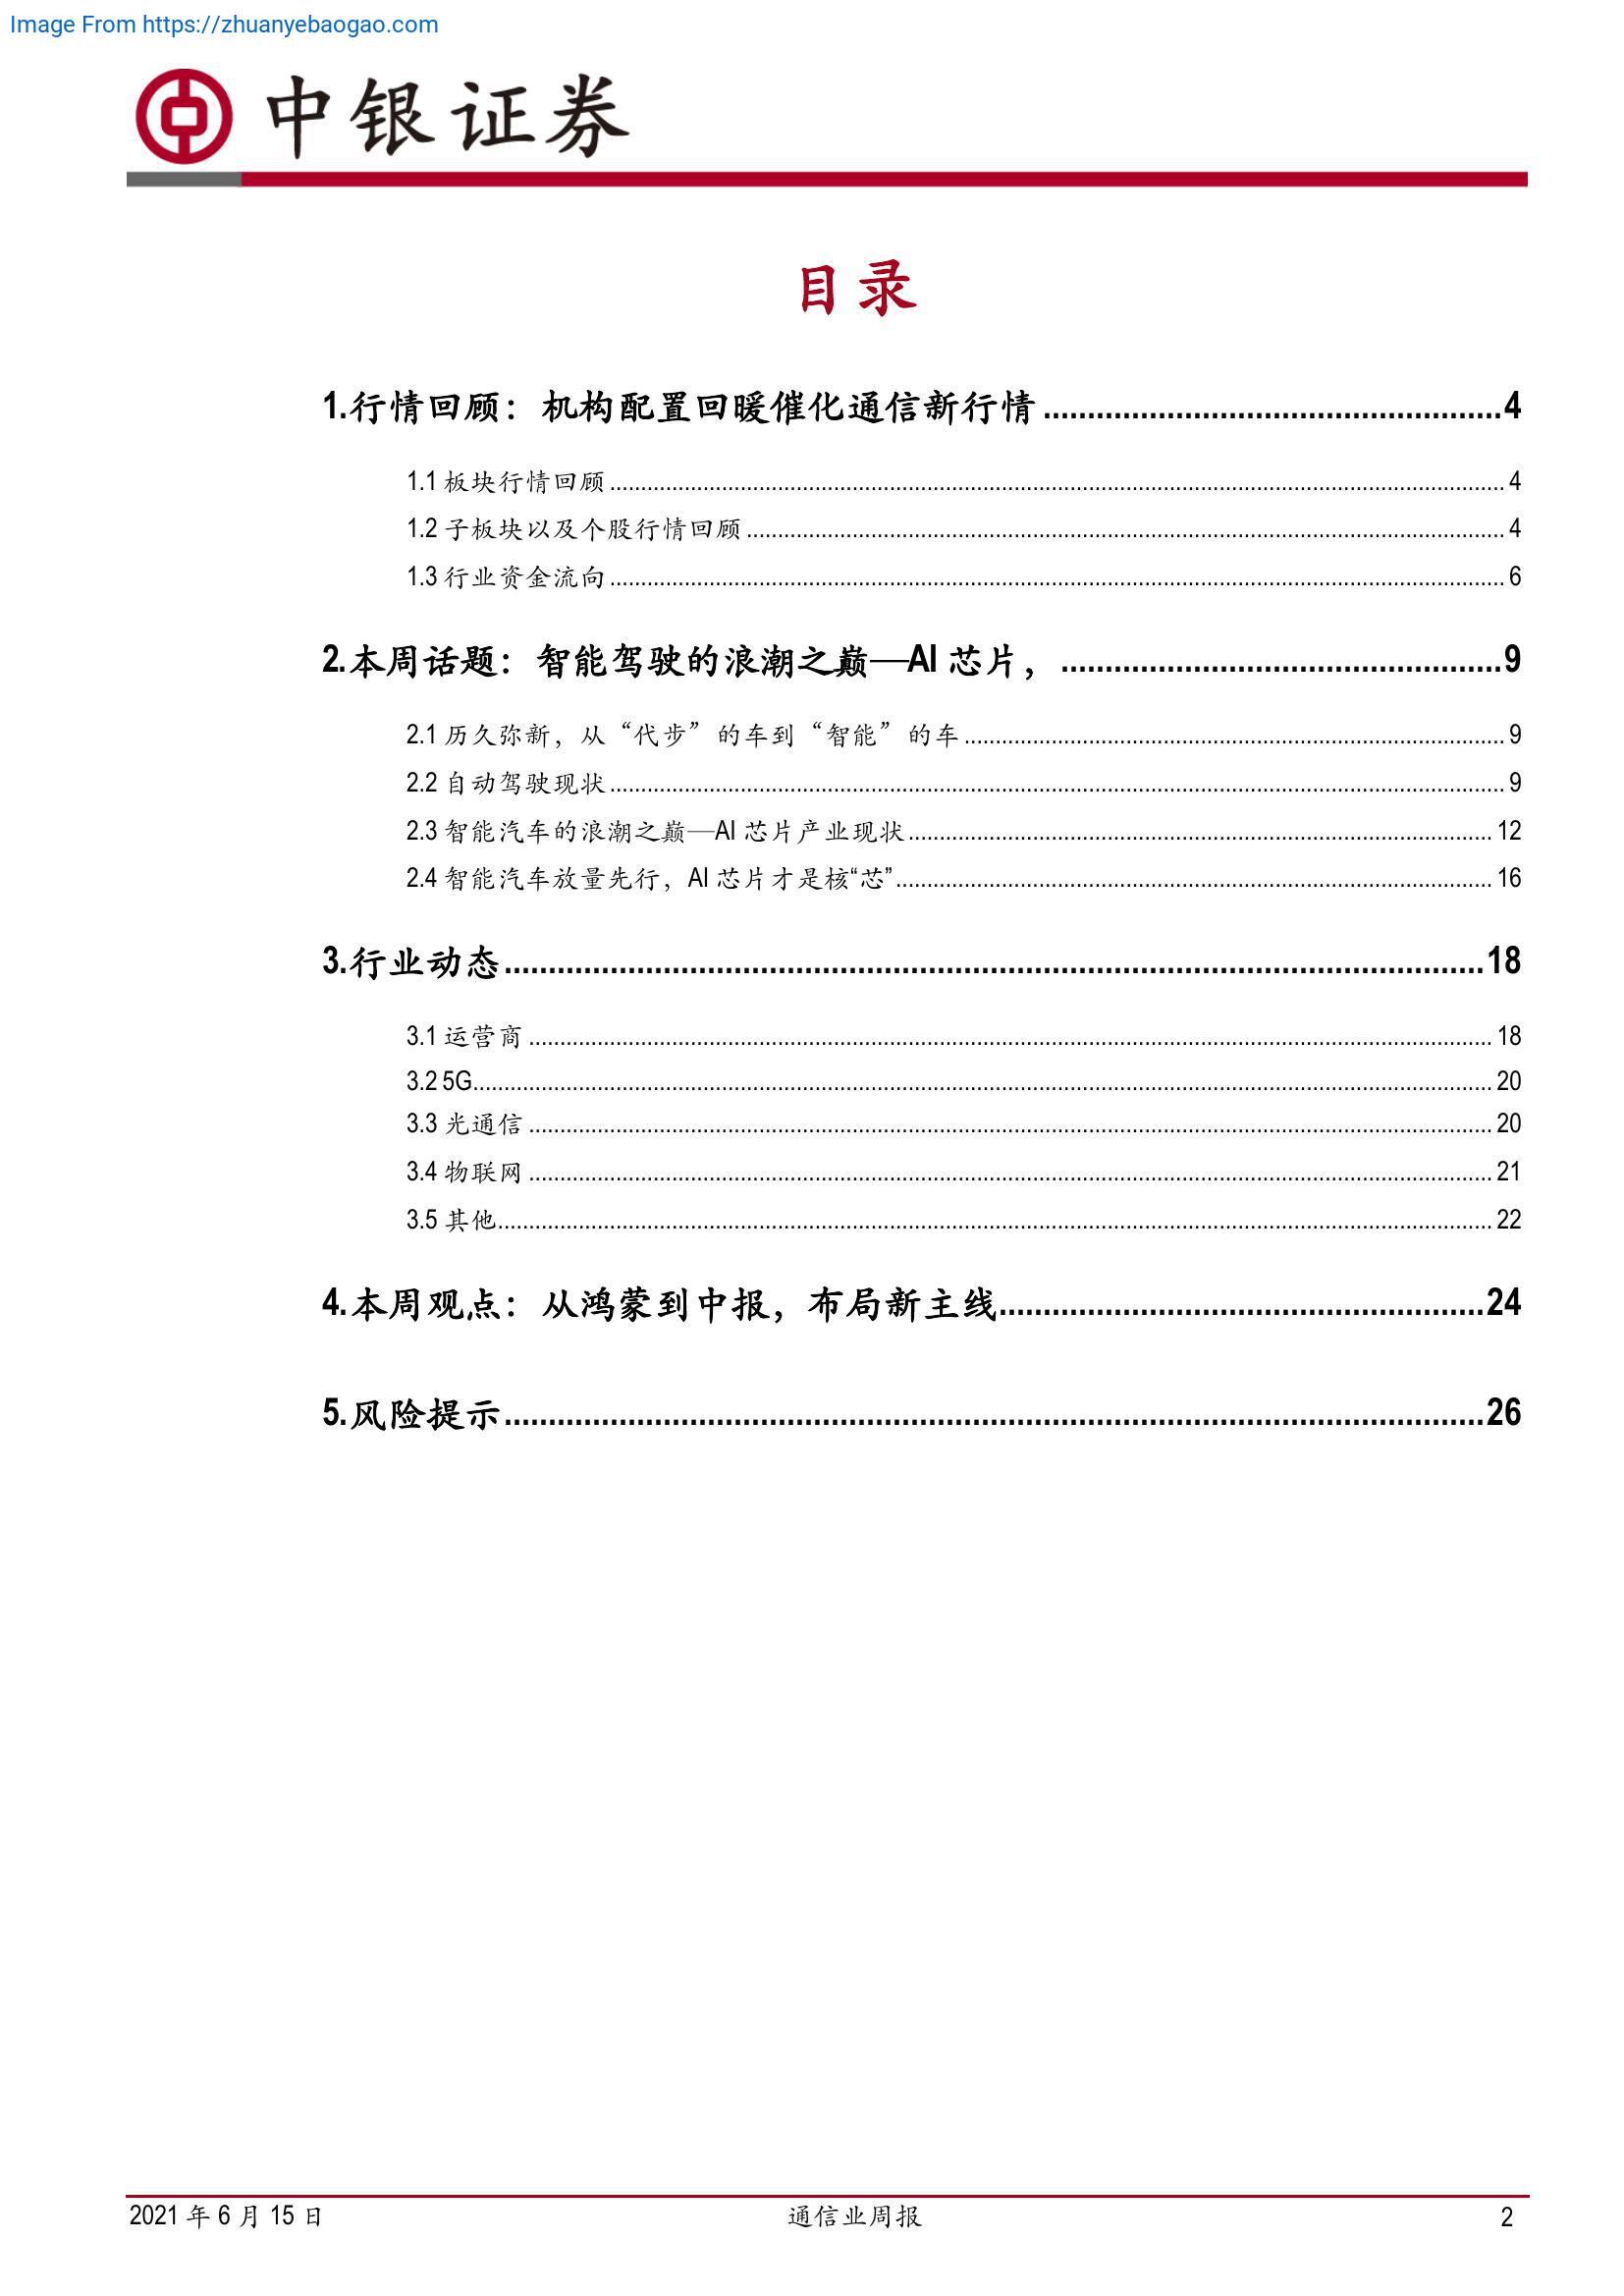 Image From https://zhuanyebaogao.com
中银证券
目录
1.行情回顾：机构配置回暖催化通信新行情 4
1.1 板块行情回顾 4
1.2 子板块以及个股行情回顾 4
1.3 行业资金流向 6
2.本周话题：智能驾驶的浪潮之巅—AI 芯片， 9
2.1 历久弥新，从“代步”的车到“智能”的车 9
2.2 自动驾驶现状 9
2.3 智能汽车的浪潮之巅—AI 芯片产业现状 12
2.4 智能汽车放量先行，AI 芯片才是核“芯” 16
3.行业动态 18
3.1 运营商 18
3.2 5G 20
3.3 光通信 20
3.4 物联网 21
3.5 其他 22
4.本周观点：从鸿蒙到中报，布局新主线 24
5.风险提示 26
2021 年 6 月 15 日 通信业周报 2